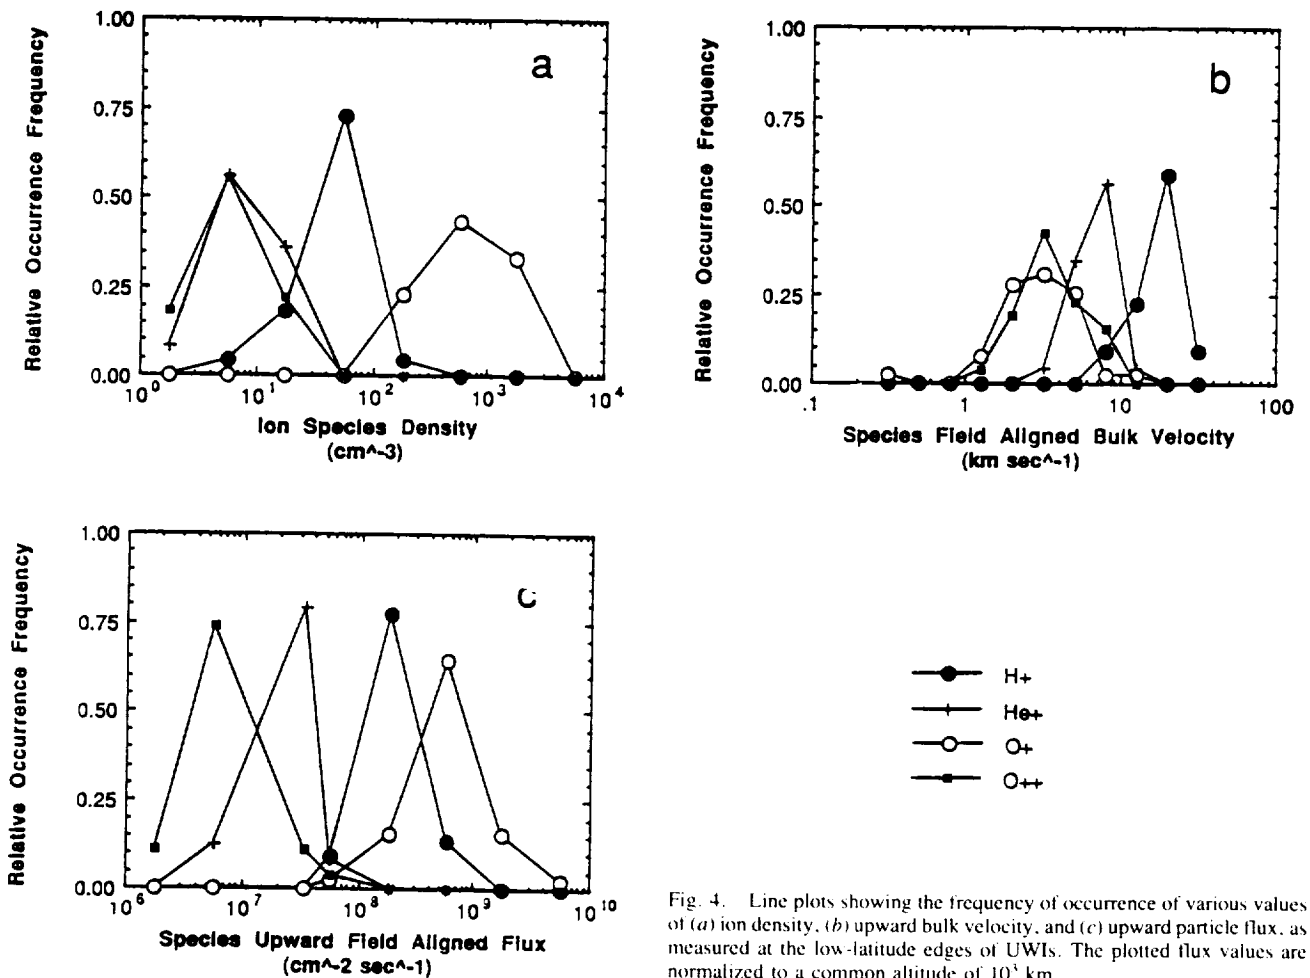 a
Relative Occurrence Frequency
1.00
0.75
0.50
0.25
0.00
10^0
10^1
10^2
10^3
10^4
Ion Species Density
(cm^-3)
b
Relative Occurrence Frequency
1.00
0.75
0.50
0.25
0.00
.1
1
10
100
Species Field Aligned Bulk Velocity
(km sec^-1)
c
Relative Occurrence Frequency
1.00
0.75
0.50
0.25
0.00
10^6
10^7
10^8
10^9
10^10
Species Upward Field Aligned Flux
(cm^-2 sec^-1)
H+
He+
O+
O++
Fig. 4. Line plots showing the frequency of occurrence of various values
of (a) ion density, (b) upward bulk velocity, and (c) upward particle flux, as
measured at the low-latitude edges of UWIs. The plotted flux values are
normalized to a common altitude of 10³ km.